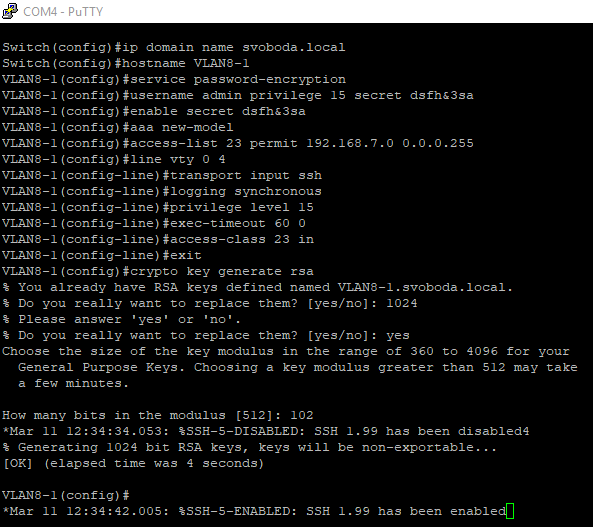 COM4 - PuTTY
Switch(config)#ip domain name svoboda.local
Switch(config)#hostname VLAN8-1
VLAN8-1(config)#service password-encryption
VLAN8-1(config)#username admin privilege 15 secret dsfh&3sa
VLAN8-1(config)#enable secret dsfh&3sa
VLAN8-1(config)#aaa new-model
VLAN8-1(config)#access-list 23 permit 192.168.7.0 0.0.0.255
VLAN8-1(config)#line vty 0 4
VLAN8-1(config-line)#transport input ssh
VLAN8-1(config-line)#logging synchronous
VLAN8-1(config-line)#privilege level 15
VLAN8-1(config-line)#exec-timeout 60 0
VLAN8-1(config-line)#access-class 23 in
VLAN8-1(config-line)#exit
VLAN8-1(config)#crypto key generate rsa
% You already have RSA keys defined named VLAN8-1.svoboda.local.
% Do you really want to replace them? [yes/no]: 1024
% Please answer 'yes' or 'no'.
% Do you really want to replace them? [yes/no]: yes
Choose the size of the key modulus in the range of 360 to 4096 for your
General Purpose Keys. Choosing a key modulus greater than 512 may take
a few minutes.
How many bits in the modulus [512]: 102
*Mar 11 12:34:34.053: %SSH-5-DISABLED: SSH 1.99 has been disabled4
% Generating 1024 bit RSA keys, keys will be non-exportable...
[OK] (elapsed time was 4 seconds)
VLAN8-1(config)#
*Mar 11 12:34:42.005: %SSH-5-ENABLED: SSH 1.99 has been enabled